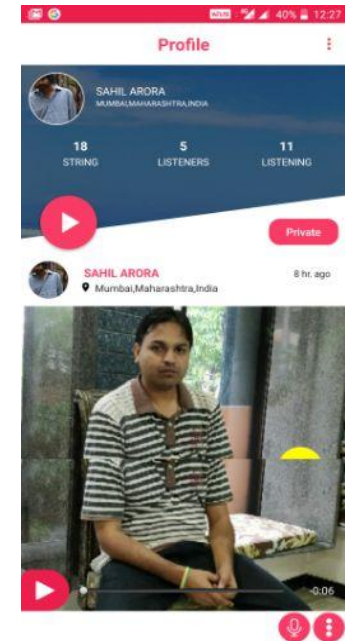 40% 12:27
Profile
SAHIL ARORA
MUMBAI,MAHARASHTRA,INDIA
18 5 11
STRING LISTENERS LISTENING
Private
SAHIL ARORA 8 hr. ago
Mumbai,Maharashtra,India
-0:06